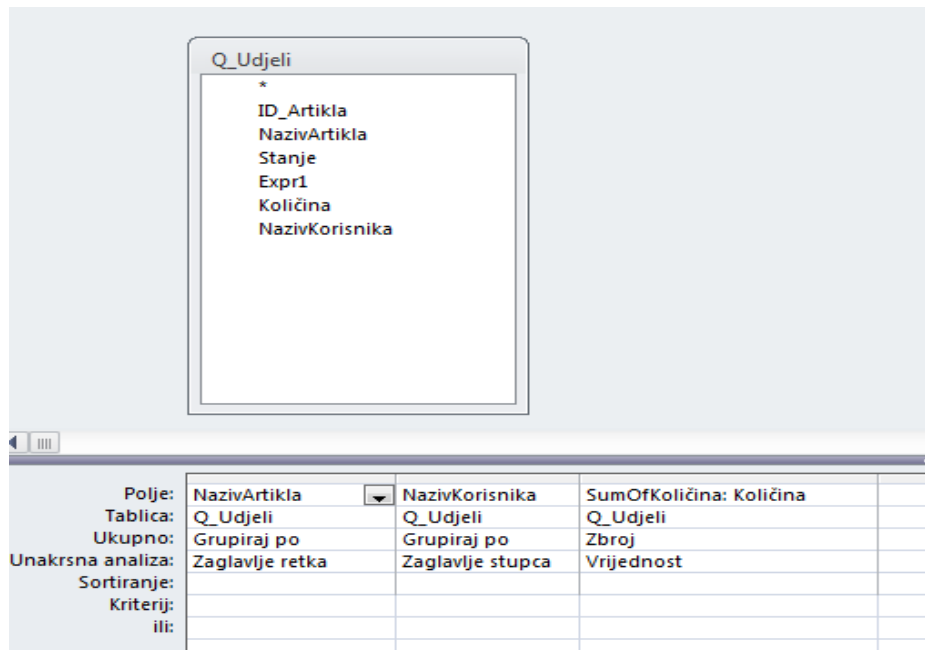 Q_Udjeli
*
ID_Artikla
NazivArtikla
Stanje
Expr1
Količina
NazivKorisnika
Polje: NazivArtikla NazivKorisnika SumOfKoličina: Količina
Tablica: Q_Udjeli Q_Udjeli Q_Udjeli
Ukupno: Grupiraj po Grupiraj po Zbroj
Unakrsna analiza: Zaglavlje retka Zaglavlje stupca Vrijednost
Sortiranje:
Kriterij:
ili: